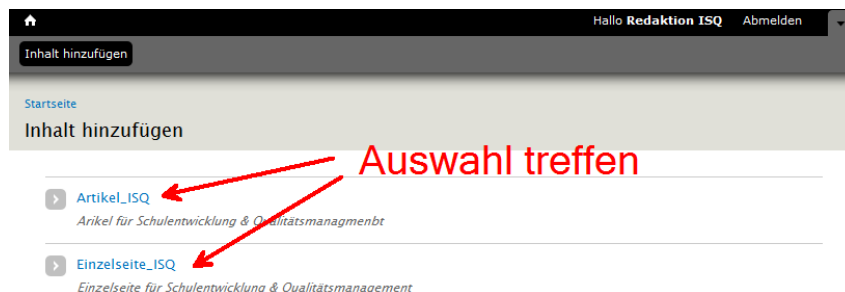 Hallo Redaktion ISQ Abmelden
Inhalt hinzufügen
Startseite
Inhalt hinzufügen
Auswahl treffen
Artikel_ISQ
Arikel für Schulentwicklung & Qualitätsmanagmenbt
Einzelseite_ISQ
Einzelseite für Schulentwicklung & Qualitätsmanagement